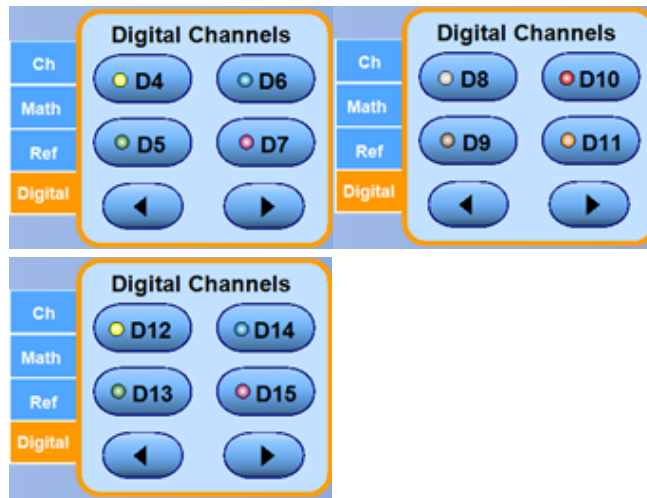 Digital Channels
Ch
D4 D6
Math
Ref
D5 D7
Digital
Digital Channels
Ch
D8 D10
Math
Ref
D9 D11
Digital
Digital Channels
Ch
D12 D14
Math
Ref
D13 D15
Digital